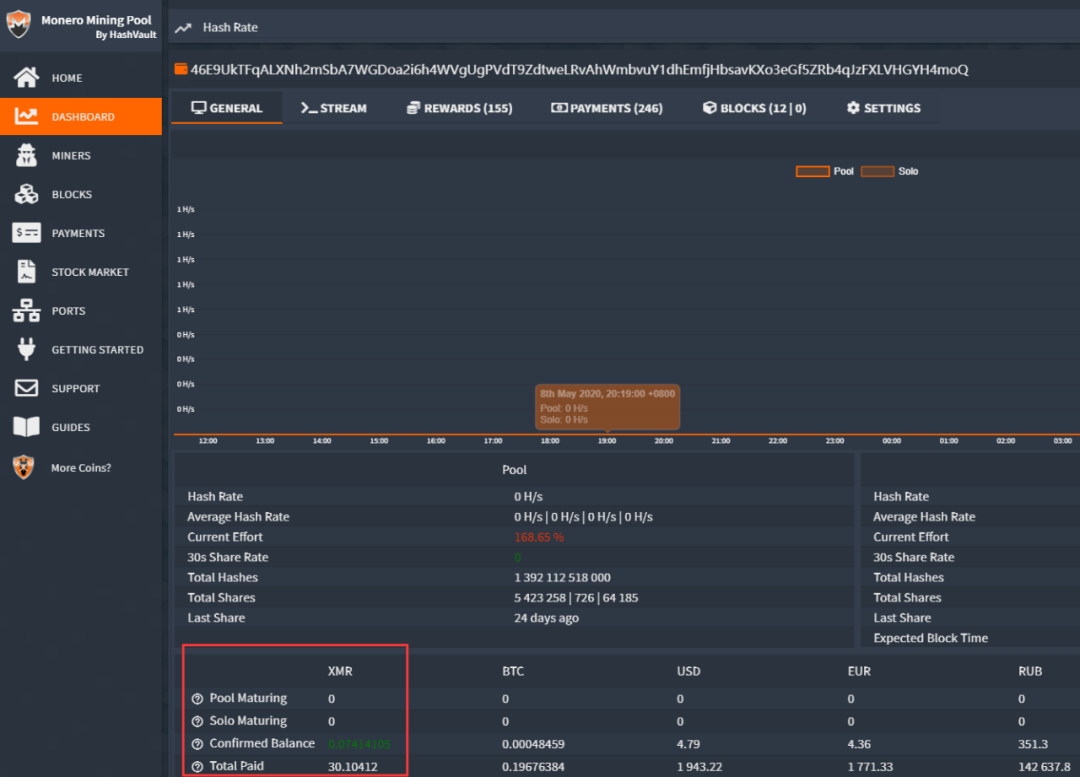 Monero Mining Pool
By HashVault
HOME
DASHBOARD
MINERS
BLOCKS
PAYMENTS
STOCK MARKET
PORTS
GETTING STARTED
SUPPORT
GUIDES
More Coins?
Hash Rate
46E9UkTFqALXNh2mSbA7WGDoa2i6h4WVgUgPVdT9ZdtweLRvAhWmbvuY1dhEmfjHbsavKXo3eGf5ZRb4qJzFXLVHGYH4moQ
GENERAL STREAM REWARDS (155) PAYMENTS (246) BLOCKS (12 | 0) SETTINGS
Pool Solo
1 H/s
1 H/s
1 H/s
1 H/s
1 H/s
0 H/s
0 H/s
0 H/s
0 H/s
8th May 2020, 20:19:00 +0800
Pool: 0 H/s
Solo: 0 H/s
12:00 13:00 14:00 15:00 16:00 17:00 18:00 19:00 20:00 21:00 22:00 23:00 00:00 01:00 02:00 03:00
Pool
Hash Rate 0 H/s
Average Hash Rate 0 H/s | 0 H/s | 0 H/s | 0 H/s
Current Effort 168.65 %
30s Share Rate 0
Total Hashes 1 392 112 518 000
Total Shares 5 423 258 | 726 | 64 185
Last Share 24 days ago
Hash Rate
Average Hash Rate
Current Effort
30s Share Rate
Total Hashes
Total Shares
Last Share
Expected Block Time
XMR BTC USD EUR RUB
Pool Maturing 0 0 0 0 0
Solo Maturing 0 0 0 0 0
Confirmed Balance 0.07414105 0.00048459 4.79 4.36 351.3
Total Paid 30.10412 0.19676384 1 943.22 1 771.33 142 637.8